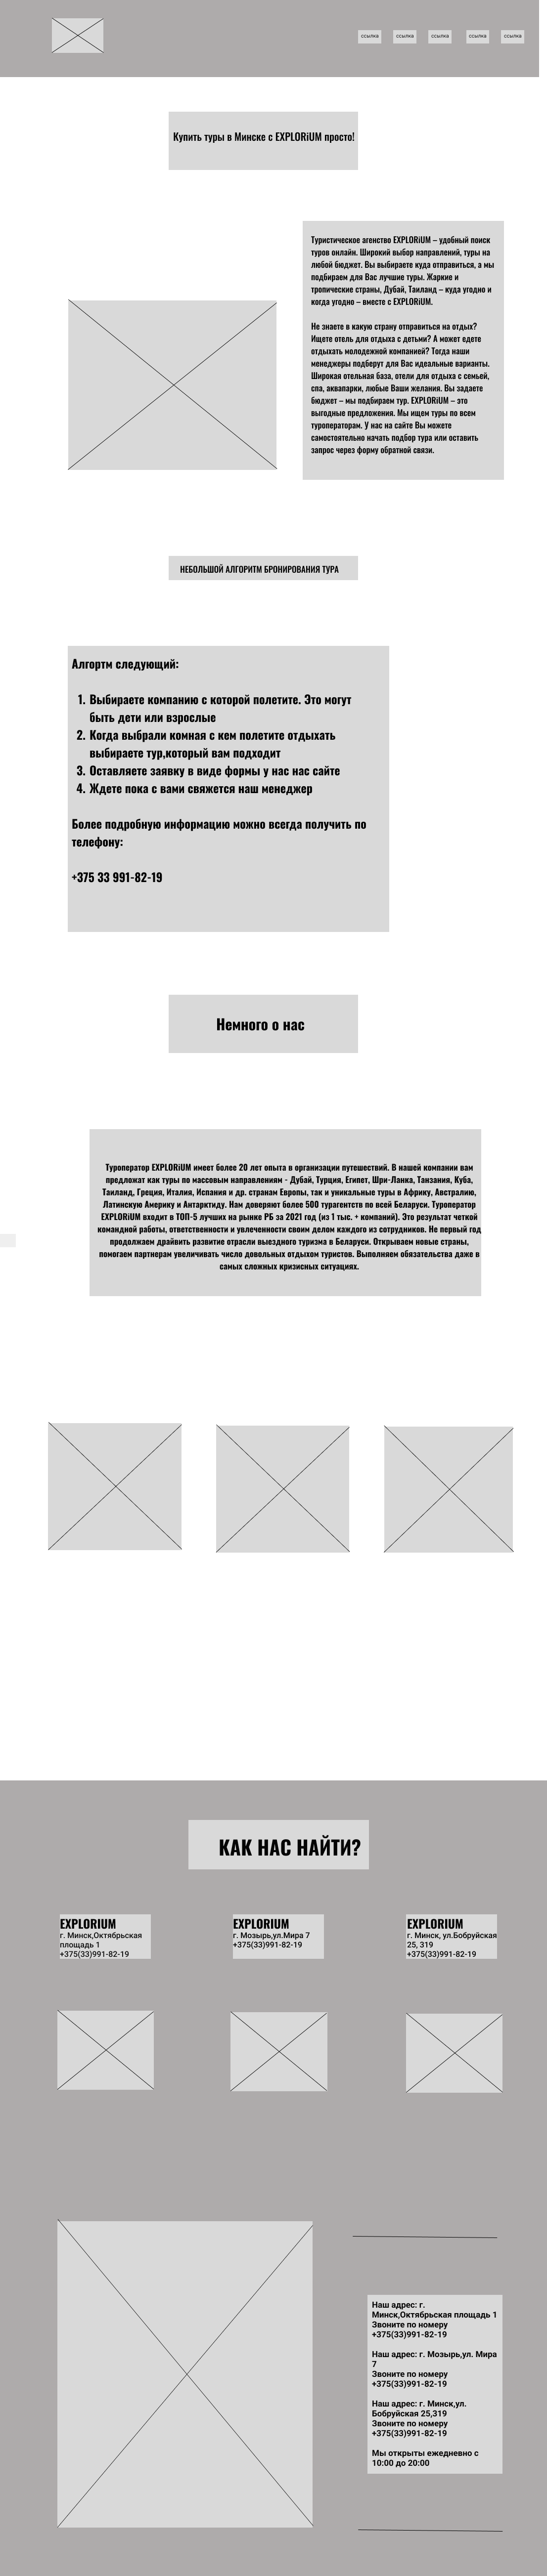 ссылка ссылка ссылка ссылка ссылка
Купить туры в Минске с EXPLORiUM просто!
Туристическое агенство EXPLORiUM – удобный поиск
туров онлайн. Широкий выбор направлений, туры на
любой бюджет. Вы выбираете куда отправиться, а мы
подбираем для Вас лучшие туры. Жаркие и
тропические страны, Дубай, Таиланд – куда угодно и
когда угодно – вместе с EXPLORiUM.
Не знаете в какую страну отправиться на отдых?
Ищете отель для отдыха с детьми? А может едете
отдыхать молодежной компанией? Тогда наши
менеджеры подберут для Вас идеальные варианты.
Широкая отельная база, отели для отдыха с семьей,
спа, аквапарки, любые Ваши желания. Вы задаете
бюджет – мы подбираем тур. EXPLORiUM – это
выгодные предложения. Мы ищем туры по всем
туроператорам. У нас на сайте Вы можете
самостоятельно начать подбор тура или оставить
запрос через форму обратной связи.
НЕБОЛЬШОЙ АЛГОРИТМ БРОНИРОВАНИЯ ТУРА
Алгортм следующий:
1. Выбираете компанию с которой полетите. Это могут
быть дети или взрослые
2. Когда выбрали комная с кем полетите отдыхать
выбираете тур,который вам подходит
3. Оставляете заявку в виде формы у нас нас сайте
4. Ждете пока с вами свяжется наш менеджер
Более подробную информацию можно всегда получить по
телефону:
+375 33 991-82-19
Немного о нас
Туроператор EXPLORiUM имеет более 20 лет опыта в организации путешествий. В нашей компании вам
предложат как туры по массовым направлениям - Дубай, Турция, Египет, Шри-Ланка, Танзания, Куба,
Таиланд, Греция, Италия, Испания и др. странам Европы, так и уникальные туры в Африку, Австралию,
Латинскую Америку и Антарктиду. Нам доверяют более 500 турагентств по всей Беларуси. Туроператор
EXPLORiUM входит в ТОП-5 лучших на рынке РБ за 2021 год (из 1 тыс. + компаний). Это результат четкой
командной работы, ответственности и увлеченности своим делом каждого из сотрудников. Не первый год
продолжаем драйвить развитие отрасли выездного туризма в Беларуси. Открываем новые страны,
помогаем партнерам увеличивать число довольных отдыхом туристов. Выполняем обязательства даже в
самых сложных кризисных ситуациях.
КАК НАС НАЙТИ?
EXPLORIUM
г. Минск,Октябрьская
площадь 1
+375(33)991-82-19
EXPLORIUM
г. Мозырь,ул.Мира 7
+375(33)991-82-19
EXPLORIUM
г. Минск, ул.Бобруйская
25, 319
+375(33)991-82-19
Наш адрес: г.
Минск,Октябрьская площадь 1
Звоните по номеру
+375(33)991-82-19
Наш адрес: г. Мозырь,ул. Мира
7
Звоните по номеру
+375(33)991-82-19
Наш адрес: г. Минск,ул.
Бобруйская 25,319
Звоните по номеру
+375(33)991-82-19
Мы открыты ежедневно с
10:00 до 20:00